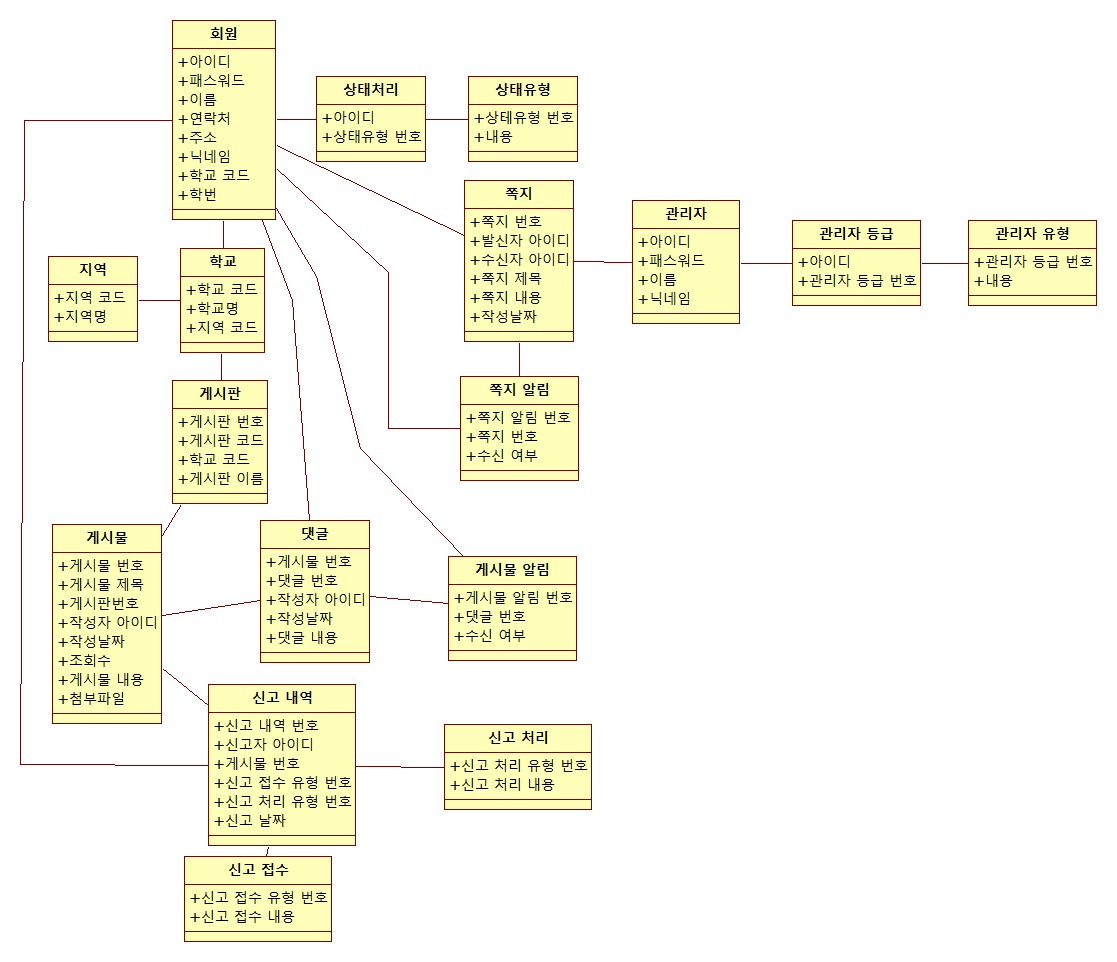 회원
+아이디
+패스워드
+이름
+연락처
+주소
+닉네임
+학교 코드
+학번
상태처리
+아이디
+상태유형 번호
상태유형
+상테유형 번호
+내용
쪽지
+쪽지 번호
+발신자 아이디
+수신자 아이디
+쪽지 제목
+쪽지 내용
+작성날짜
관리자
+아이디
+패스워드
+이름
+닉네임
관리자 등급
+아이디
+관리자 등급 번호
관리자 유형
+관리자 등급 번호
+내용
지역
+지역 코드
+지역명
학교
+학교 코드
+학교명
+지역 코드
게시판
+게시판 번호
+게시판 코드
+학교 코드
+게시판 이름
쪽지 알림
+쪽지 알림 번호
+쪽지 번호
+수신 여부
게시물
+게시물 번호
+게시물 제목
+게시판번호
+작성자 아이디
+작성날짜
+조회수
+게시물 내용
+첨부파일
댓글
+게시물 번호
+댓글 번호
+작성자 아이디
+작성날짜
+댓글 내용
게시물 알림
+게시물 알림 번호
+댓글 번호
+수신 여부
신고 내역
+신고 내역 번호
+신고자 아이디
+게시물 번호
+신고 접수 유형 번호
+신고 처리 유형 번호
+신고 날짜
신고 처리
+신고 처리 유형 번호
+신고 처리 내용
신고 접수
+신고 접수 유형 번호
+신고 접수 내용